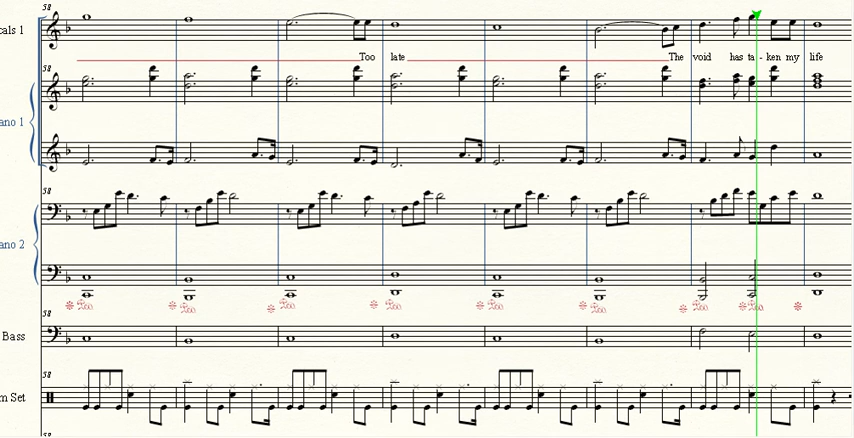 58
cals 1
Too late The void has ta - ken my life
58
ano 1
58
ano 2
58
Bass
58
m Set
58